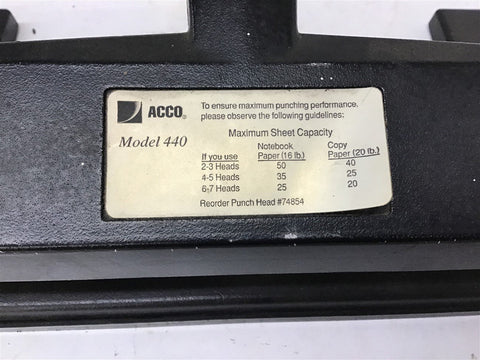 ACCO®
To ensure maximum punching performance,
please observe the following guidelines:
Model 440
Maximum Sheet Capacity
If you use Notebook Paper (16 lb.) Copy Paper (20 lb.)
2-3 Heads 50 40
4-5 Heads 35 25
6-7 Heads 25 20
Reorder Punch Head #74854